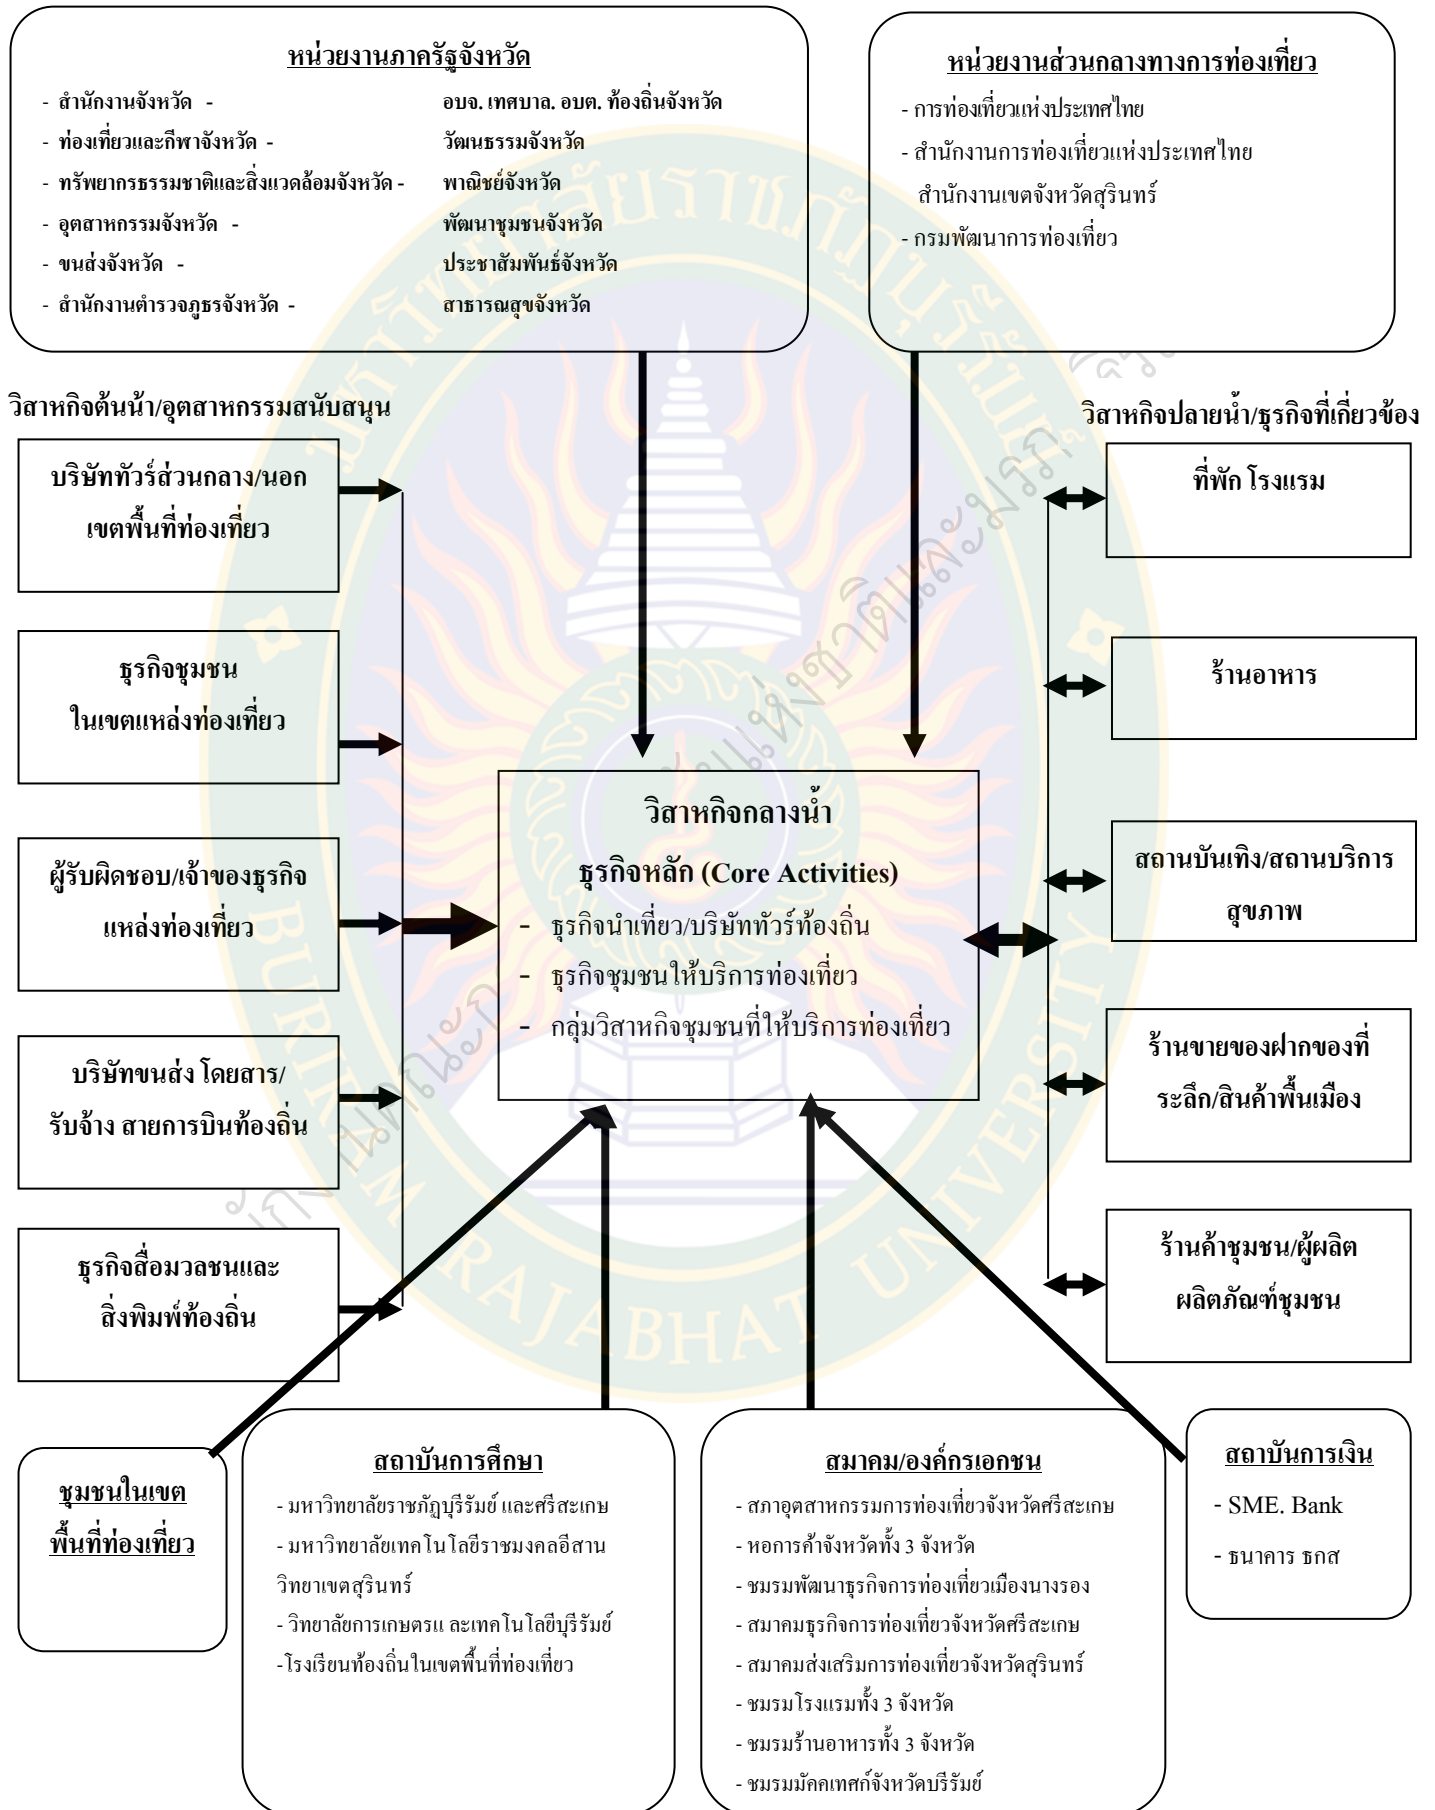 หน่วยงานภาครัฐจังหวัด
- สำนักงานจังหวัด - อบจ. เทศบาล. อบต. ท้องถิ่นจังหวัด
- ท่องเที่ยวและกีฬาจังหวัด - วัฒนธรรมจังหวัด
- ทรัพยากรธรรมชาติและสิ่งแวดล้อมจังหวัด - พาณิชย์จังหวัด
- อุตสาหกรรมจังหวัด - พัฒนาชุมชนจังหวัด
- ขนส่งจังหวัด - ประชาสัมพันธ์จังหวัด
- สำนักงานตำรวจภูธรจังหวัด - สาธารณสุขจังหวัด
หน่วยงานส่วนกลางทางการท่องเที่ยว
- การท่องเที่ยวแห่งประเทศไทย
- สำนักงานการท่องเที่ยวแห่งประเทศไทย
สำนักงานเขตจังหวัดสุรินทร์
- กรมพัฒนาการท่องเที่ยว
วิสาหกิจต้นน้ำ/อุตสาหกรรมสนับสนุน
บริษัททัวร์ส่วนกลาง/นอก
เขตพื้นที่ท่องเที่ยว
ธุรกิจชุมชน
ในเขตแหล่งท่องเที่ยว
ผู้รับผิดชอบ/เจ้าของธุรกิจ
แหล่งท่องเที่ยว
บริษัทขนส่ง โดยสาร/
รับจ้าง สายการบินท้องถิ่น
ธุรกิจสื่อมวลชนและ
สิ่งพิมพ์ท้องถิ่น
วิสาหกิจกลางน้ำ
ธุรกิจหลัก (Core Activities)
- ธุรกิจนำเที่ยว/บริษัททัวร์ท้องถิ่น
- ธุรกิจชุมชนให้บริการท่องเที่ยว
- กลุ่มวิสาหกิจชุมชนที่ให้บริการท่องเที่ยว
วิสาหกิจปลายน้ำ/ธุรกิจที่เกี่ยวข้อง
ที่พัก โรงแรม
ร้านอาหาร
สถานบันเทิง/สถานบริการ
สุขภาพ
ร้านขายของฝากของที่
ระลึก/สินค้าพื้นเมือง
ร้านค้าชุมชน/ผู้ผลิต
ผลิตภัณฑ์ชุมชน
ชุมชนในเขต
พื้นที่ท่องเที่ยว
สถาบันการศึกษา
- มหาวิทยาลัยราชภัฏบุรีรัมย์ และศรีสะเกษ
- มหาวิทยาลัยเทคโนโลยีราชมงคลอีสาน
วิทยาเขตสุรินทร์
- วิทยาลัยการเกษตรแ ละเทคโนโลยีบุรีรัมย์
-โรงเรียนท้องถิ่นในเขตพื้นที่ท่องเที่ยว
สมาคม/องค์กรเอกชน
- สภาอุตสาหกรรมการท่องเที่ยวจังหวัดศรีสะเกษ
- หอการค้าจังหวัดทั้ง 3 จังหวัด
- ชมรมพัฒนาธุรกิจการท่องเที่ยวเมืองนางรอง
- สมาคมธุรกิจการท่องเที่ยวจังหวัดศรีสะเกษ
- สมาคมส่งเสริมการท่องเที่ยวจังหวัดสุรินทร์
- ชมรมโรงแรมทั้ง 3 จังหวัด
- ชมรมร้านอาหารทั้ง 3 จังหวัด
- ชมรมมัคคเทศก์จังหวัดบรีรัมย์
สถาบันการเงิน
- SME. Bank
- ธนาคาร ธกส
BURIRAM RAJABHAT UNIVERSITY